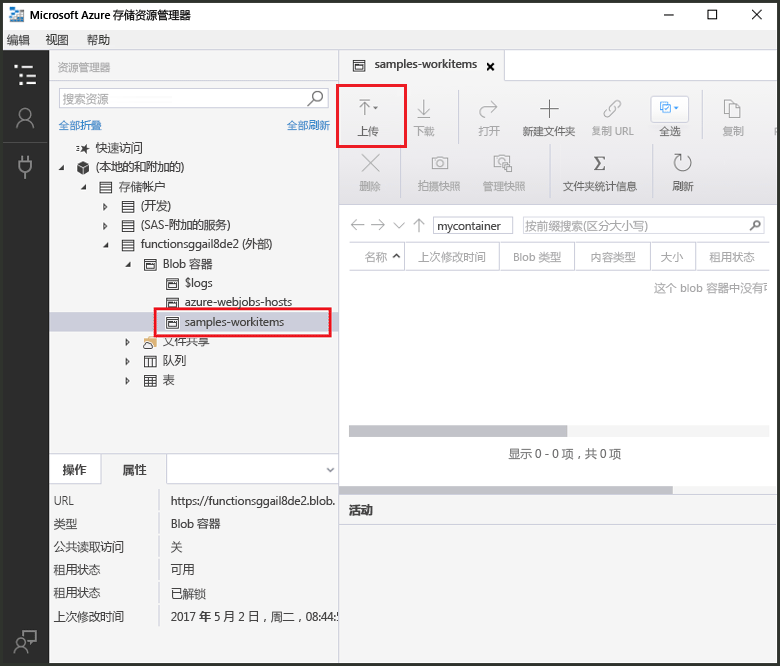 Microsoft Azure 存储资源管理器
编辑 视图 帮助
资源管理器
搜索资源
全部折叠 全部刷新
快速访问
(本地的和附加的)
存储帐户
(开发)
(SAS-附加的服务)
functionsggail8de2 (外部)
Blob 容器
$logs
azure-webjobs-hosts
samples-workitems
文件共享
队列
表
操作 属性
URL https://functionsggail8de2.blob.
类型 Blob 容器
公共读取访问 关
租用状态 可用
租用状态 已解锁
上次修改时间 2017 年 5 月 2 日，周二，08:44:5
samples-workitems
上传 下载 打开 新建文件夹 复制 URL 全选 复制
删除 拍摄快照 管理快照 文件夹统计信息 刷新
mycontainer 按前缀搜索(区分大小写)
名称 上次修改时间 Blob 类型 内容类型 大小 租用状态
这个 blob 容器中没有可
显示 0 - 0 项，共 0 项
活动